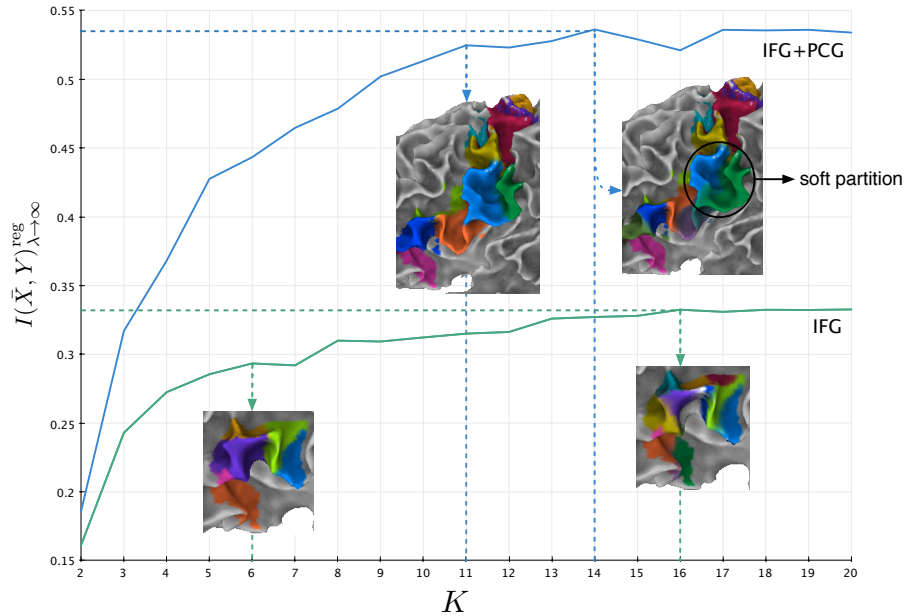 0.55
IFG+PCG
0.5
0.45
soft partition
0.4
I(X̄, Y)^{reg}_{λ→∞}
0.35
IFG
0.3
0.25
0.2
0.15
2 3 4 5 6 7 8 9 10 11 12 13 14 15 16 17 18 19 20
K